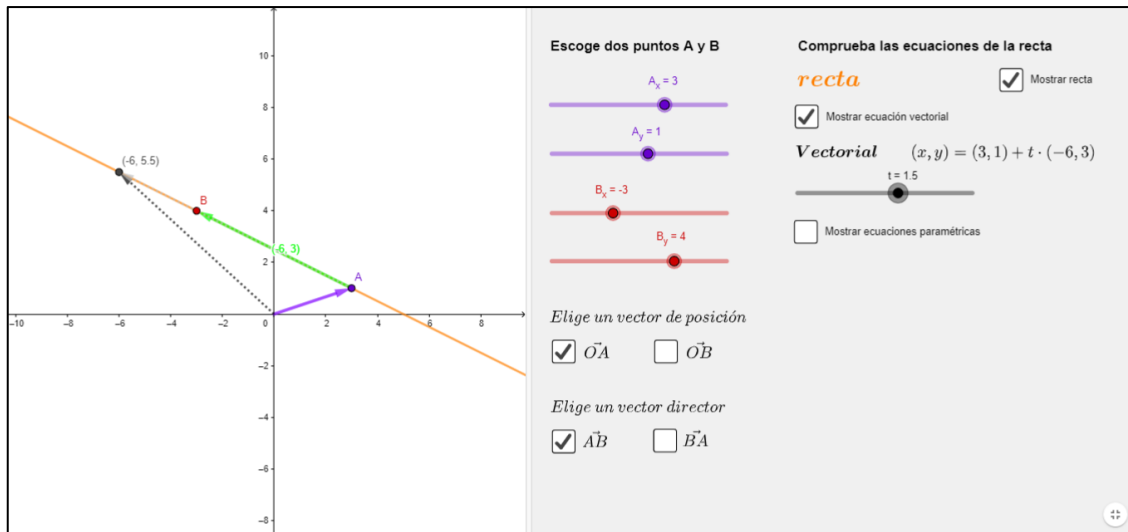 10
8
6
4
2
0
−2
−4
−6
−8
−10
−8
−6
−4
−2
2
4
6
8
(-6, 5.5)
B
(-6, 3)
A
Escoge dos puntos A y B
Aₓ = 3
A_y = 1
Bₓ = -3
B_y = 4
Elige un vector de posición
OA⃗
OB⃗
Elige un vector director
AB⃗
BA⃗
Comprueba las ecuaciones de la recta
recta
Mostrar recta
Mostrar ecuación vectorial
Vectorial (x, y) = (3, 1) + t · (−6, 3)
t = 1.5
Mostrar ecuaciones paramétricas